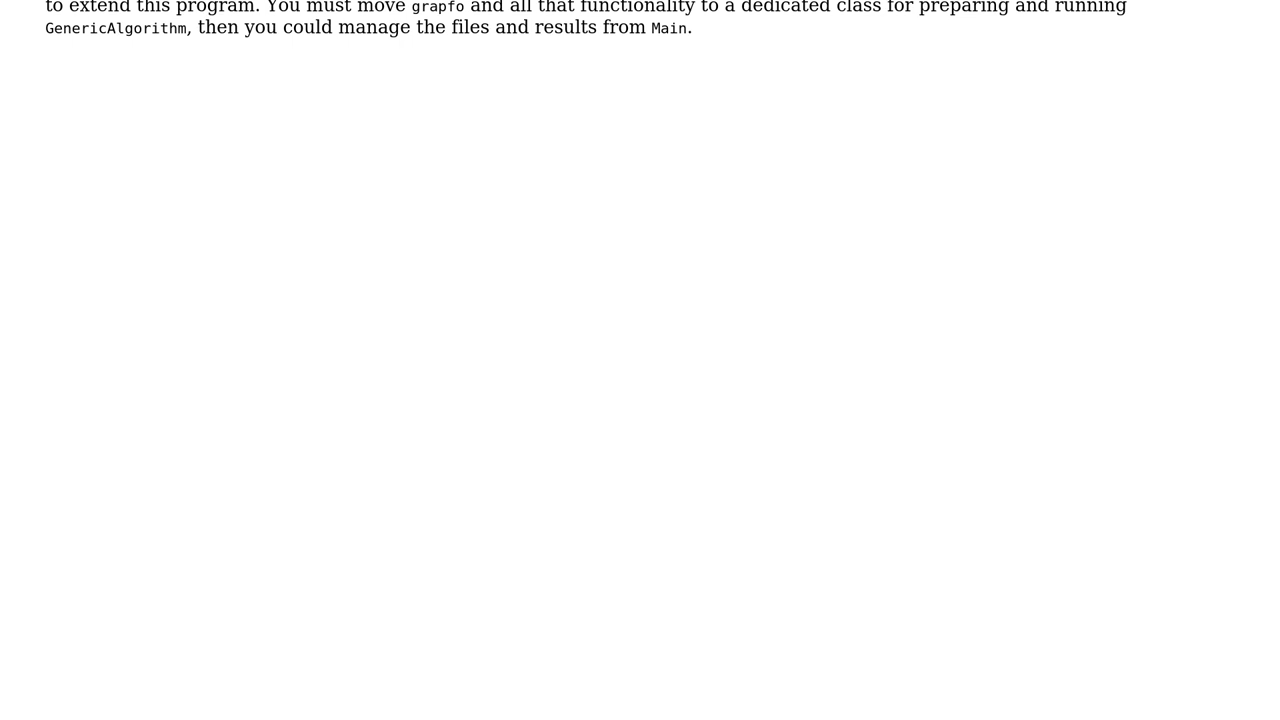 to extend this program. You must move grapfo and all that functionality to a dedicated class for preparing and running
GenericAlgorithm, then you could manage the files and results from Main.